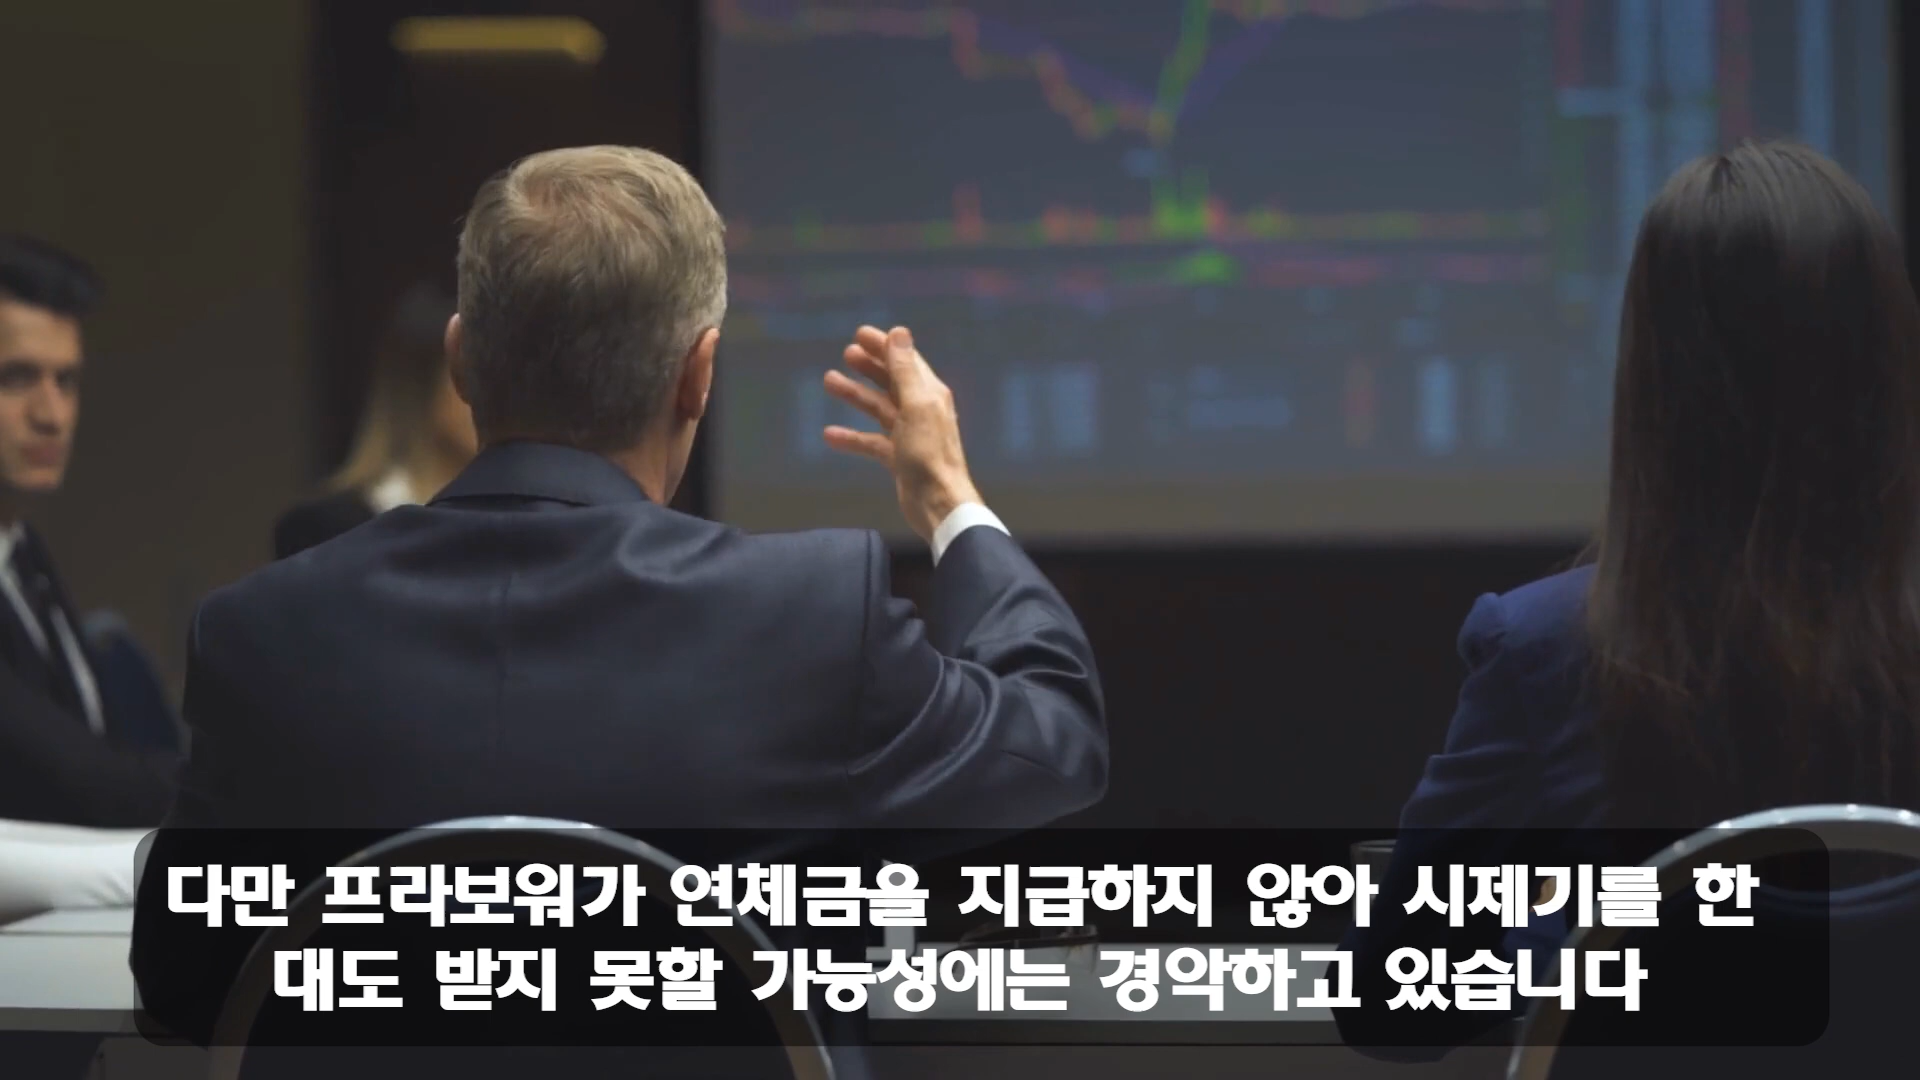 다만 프라보워가 연체금을 지급하지 않아 시제기를 한
대도 받지 못할 가능성에는 경악하고 있습니다